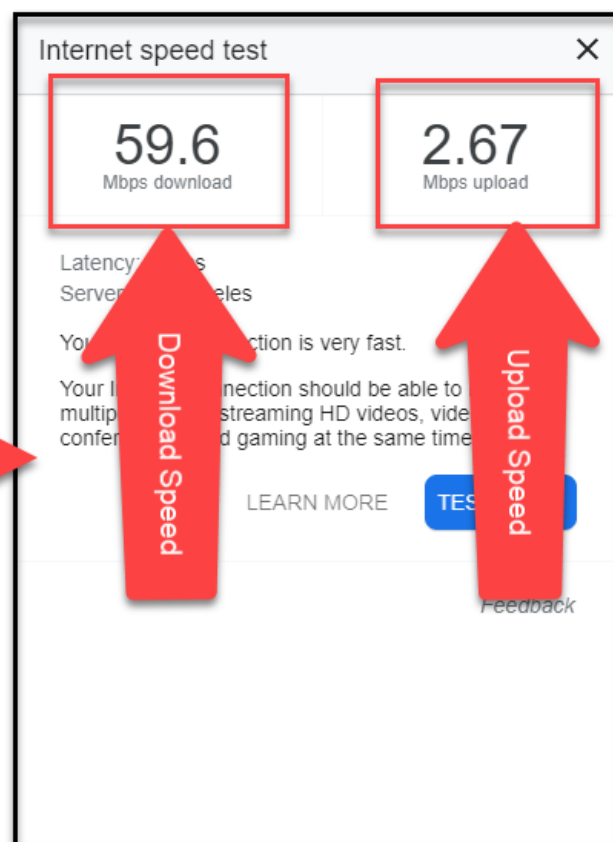 Internet speed test
59.6
Mbps download
2.67
Mbps upload
Latency: s
Server eles
You ction is very fast.
Your I nnection should be able to
multip streaming HD videos, vide
confer d gaming at the same time
LEARN MORE
TES
Feedback
Download Speed
Upload Speed